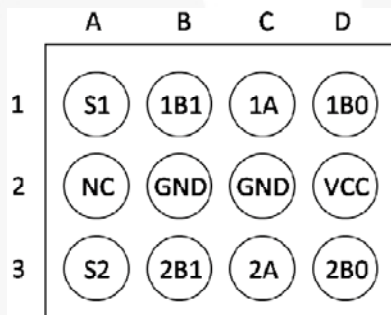 A B C D
1 S1 1B1 1A 1B0
2 NC GND GND VCC
3 S2 2B1 2A 2B0